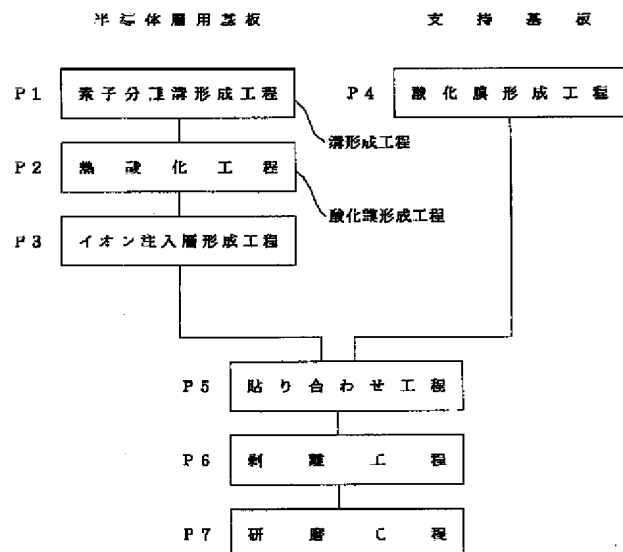 半導体層用基板
支持基板
P1 素子分離溝形成工程
P4 酸化膜形成工程
溝形成工程
P2 熱酸化工程
酸化膜形成工程
P3 イオン注入層形成工程
P5 貼り合わせ工程
P6 剥離工程
P7 研磨工程